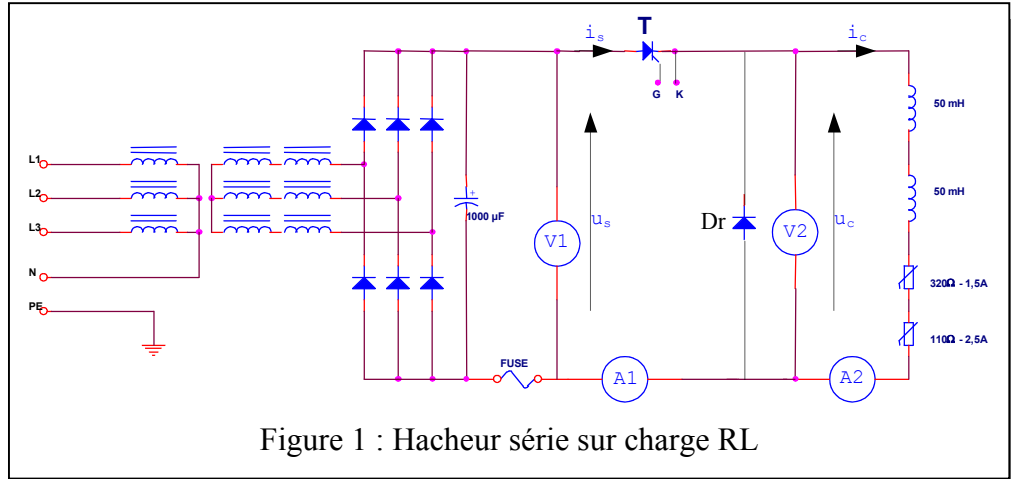 i_s
T
i_c
G K
50 mH
L1
L2
L3
N
PE
+
1000 µF
V1
u_s
Dr
V2
u_c
50 mH
320Ω - 1,5A
110Ω - 2,5A
FUSE
A1
A2
Figure 1 : Hacheur série sur charge RL